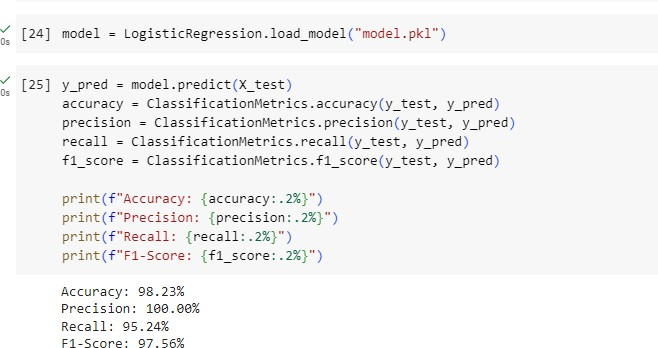 [24] model = LogisticRegression.load_model("model.pkl")
0s
[25] y_pred = model.predict(X_test)
0s
accuracy = ClassificationMetrics.accuracy(y_test, y_pred)
precision = ClassificationMetrics.precision(y_test, y_pred)
recall = ClassificationMetrics.recall(y_test, y_pred)
f1_score = ClassificationMetrics.f1_score(y_test, y_pred)
print(f"Accuracy: {accuracy:.2%}")
print(f"Precision: {precision:.2%}")
print(f"Recall: {recall:.2%}")
print(f"F1-Score: {f1_score:.2%}")
Accuracy: 98.23%
Precision: 100.00%
Recall: 95.24%
F1-Score: 97.56%